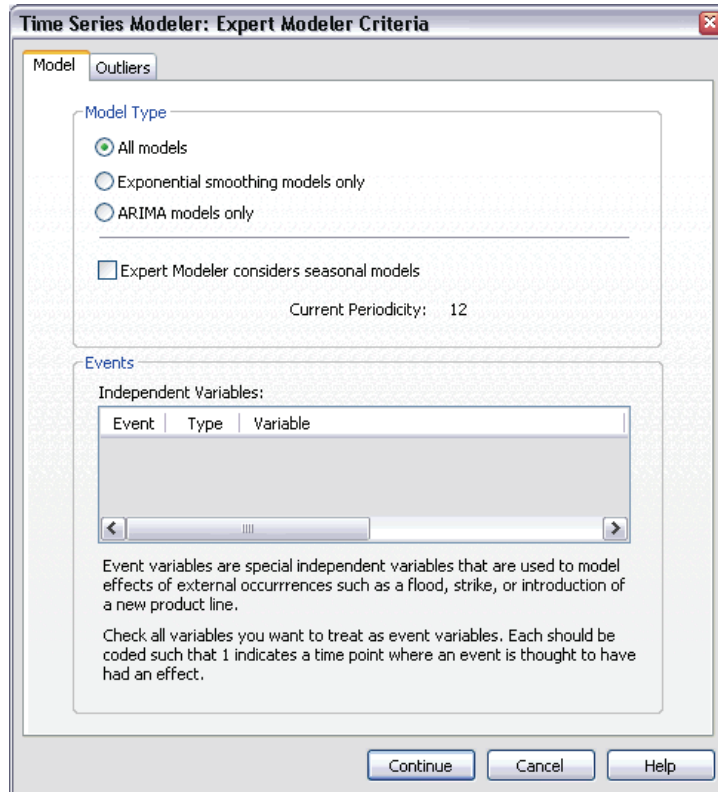 Time Series Modeler: Expert Modeler Criteria
Model Outliers
Model Type
All models
Exponential smoothing models only
ARIMA models only
Expert Modeler considers seasonal models
Current Periodicity: 12
Events
Independent Variables:
Event Type Variable
Event variables are special independent variables that are used to model
effects of external occurrrences such as a flood, strike, or introduction of
a new product line.
Check all variables you want to treat as event variables. Each should be
coded such that 1 indicates a time point where an event is thought to have
had an effect.
Continue Cancel Help